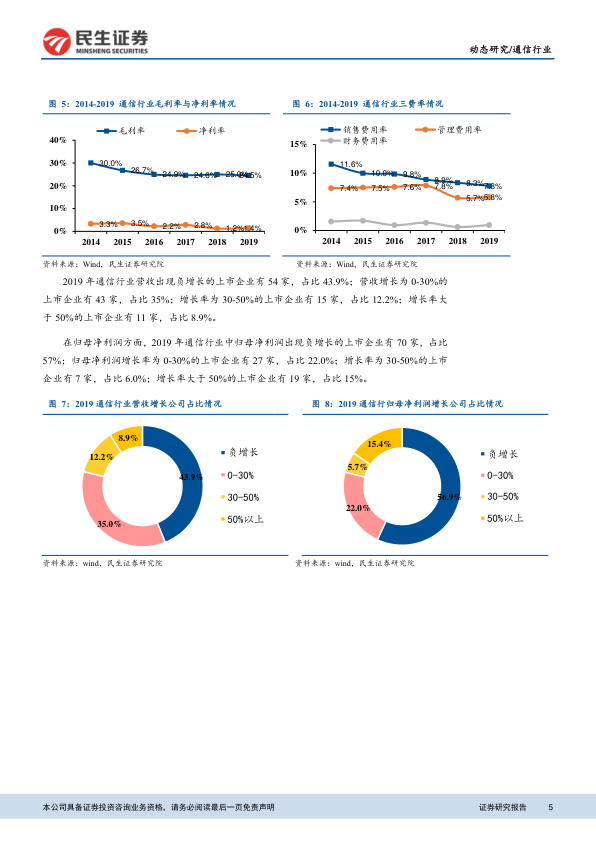 民生证券
MINSHENG SECURITIES
动态研究/通信行业
图 5：2014-2019 通信行业毛利率与净利率情况
毛利率 净利率
40%
30%
20%
10%
0%
30.0% 26.7% 24.9% 24.6% 25.0% 24.5%
3.3% 3.5% 2.2% 2.8% 1.2% 1.4%
2014 2015 2016 2017 2018 2019
资料来源：Wind，民生证券研究院
图 6：2014-2019 通信行业三费率情况
销售费用率 管理费用率
财务费用率
15%
10%
5%
0%
11.6% 10.0% 9.8% 8.9% 8.3% 7.8%
7.4% 7.5% 7.6% 7.8% 5.7% 5.8%
2014 2015 2016 2017 2018 2019
资料来源：Wind，民生证券研究院
2019 年通信行业营收出现负增长的有 54 家，占比 43.9%；营收增长为 0-30%的
上市企业有 43 家，占比 35%；增长率为 30-50%的上市企业有 15 家，占比 12.2%；增长率大
于 50%的上市企业有 11 家，占比 8.9%。
在归母净利润方面，2019 年通信行业中归母净利润出现负增长的上市企业有 70 家，占比
57%；归母净利润增长率为 0-30%的上市企业有 27 家，占比 22.0%；增长率为 30-50%的上市
企业有 7 家，占比 6.0%；增长率大于 50%的上市企业有 19 家，占比 15%。
图 7：2019 通信行业营收增长公司占比情况
8.9%
12.2%
43.9%
35.0%
负增长
0-30%
30-50%
50%以上
资料来源：wind，民生证券研究院
图 8：2019 通信行归母净利润增长公司占比情况
15.4%
5.7%
22.0%
56.9%
负增长
0-30%
30-50%
50%以上
资料来源：wind，民生证券研究院
本公司具备证券投资咨询业务资格，请务必阅读最后一页免责声明 证券研究报告 5